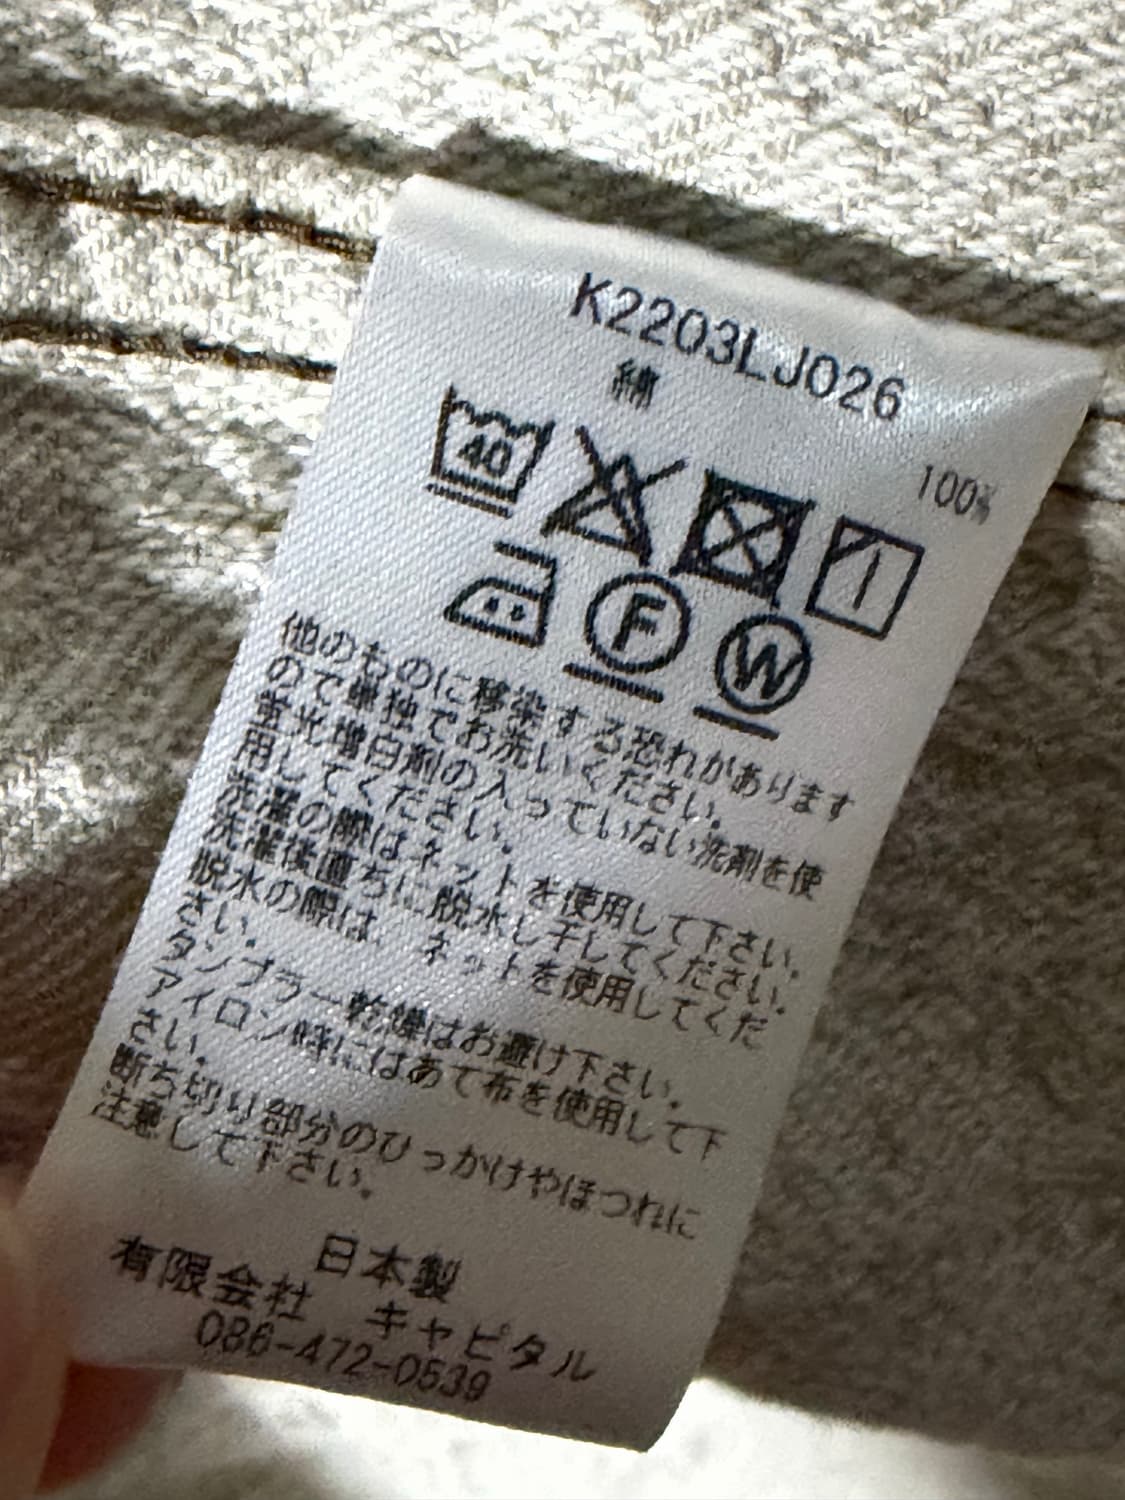 K2203LJ026
綿 100%
40
F W
他のものに移染する恐れがあります
ので単独でお洗いください。
蛍光増白剤の入っていない洗剤を使
用してください。
洗濯の際はネットを使用して下さい。
洗濯後直ちに脱水し干してください。
脱水の際は、ネットを使用してくだ
さい。
タンブラー乾燥はお避け下さい。
アイロン時にはあて布を使用して下
さい。
断ち切り部分のひっかけやほつれに
注意して下さい。
日本製
有限会社 キャピタル
086-472-0539